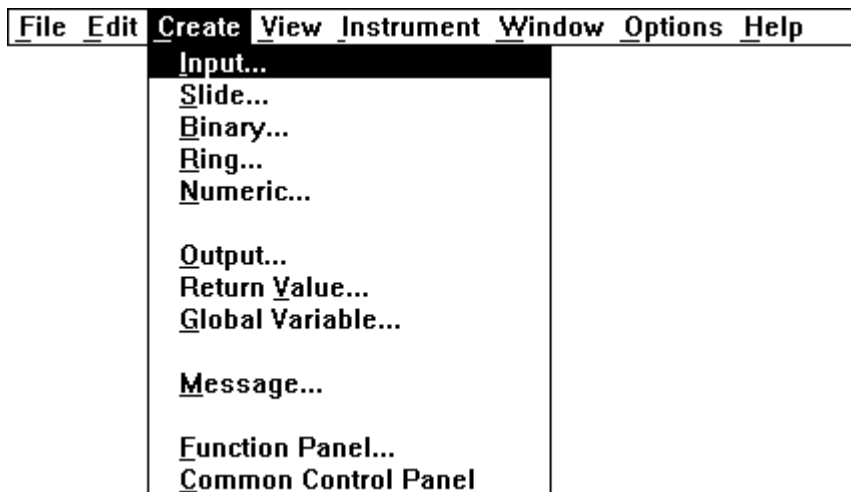 File Edit Create View Instrument Window Options Help
Input...
Slide...
Binary...
Ring...
Numeric...
Output...
Return Value...
Global Variable...
Message...
Function Panel...
Common Control Panel